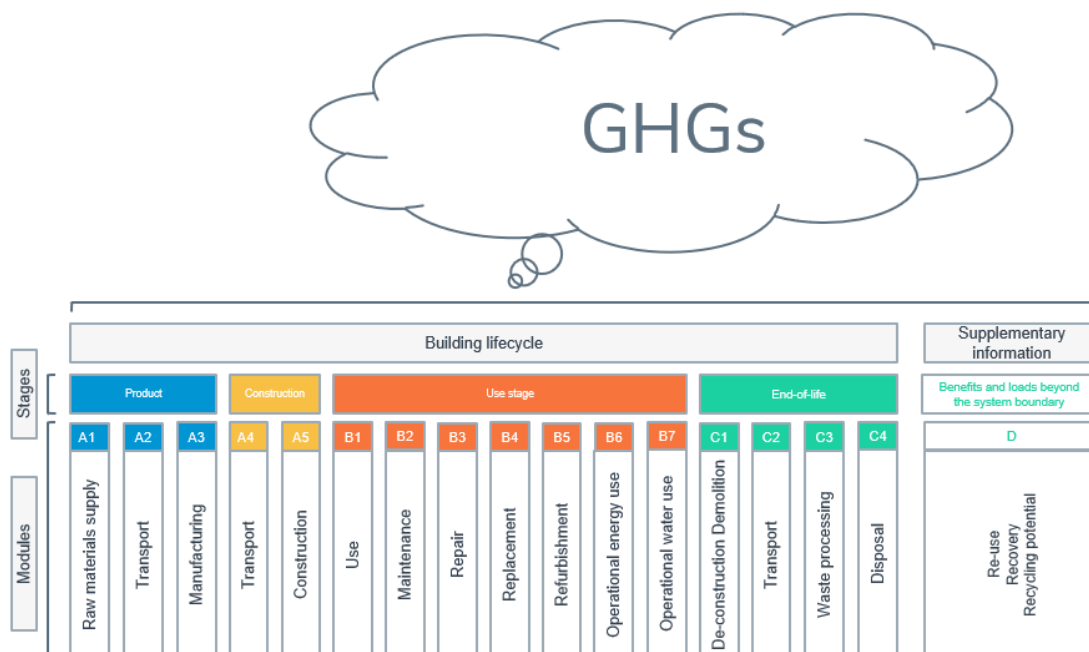 GHGs
Building lifecycle
Supplementary
information
Stages
Product
Construction
Use stage
End-of-life
Benefits and loads beyond
the system boundary
Modules
A1
A2
A3
A4
A5
B1
B2
B3
B4
B5
B6
B7
C1
C2
C3
C4
D
Raw materials supply
Transport
Manufacturing
Transport
Construction
Use
Maintenance
Repair
Replacement
Refurbishment
Operational energy use
Operational water use
De-construction Demolition
Transport
Waste processing
Disposal
Re-use
Recovery
Recycling potential